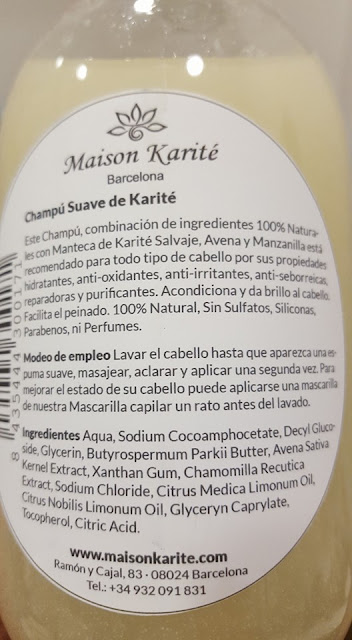 Maison Karité
Barcelona
Champú Suave de Karité
Este Champú, combinación de ingredientes 100% Natura-
les con Manteca de Karité Salvaje, Avena y Manzanilla está
recomendado para todo tipo de cabello por sus propiedades
hidratantes, anti-oxidantes, anti-irritantes, anti-seborreicas,
reparadoras y purificantes. Acondiciona y da brillo al cabello.
Facilita el peinado. 100% Natural, Sin Sulfatos, Siliconas,
Parabenos, ni Perfumes.
Modeo de empleo Lavar el cabello hasta que aparezca una es-
puma suave, masajear, aclarar y aplicar una segunda vez. Para
mejorar el estado de su cabello puede aplicarse una mascarilla
de nuestra Mascarilla capilar un rato antes del lavado.
Ingredientes Aqua, Sodium Cocoamphocetate, Decyl Gluco-
side, Glycerin, Butyrospermum Parkii Butter, Avena Sativa
Kernel Extract, Xanthan Gum, Chamomilla Recutica
Extract, Sodium Chloride, Citrus Medica Limonum Oil,
Citrus Nobilis Limonum Oil, Glyceryn Caprylate,
Tocopherol, Citric Acid.
www.maisonkarite.com
Ramón y Cajal, 83 · 08024 Barcelona
Tel.: +34 932 091 831